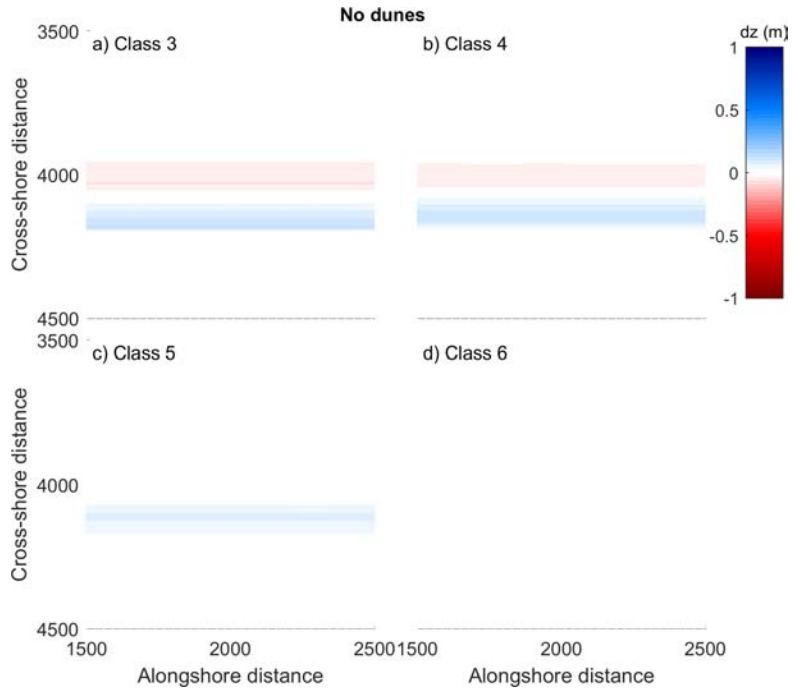 No dunes
a) Class 3
b) Class 4
dz (m)
3500
4000
4500
Cross-shore distance
1
0.5
0
-0.5
-1
c) Class 5
d) Class 6
3500
4000
4500
Cross-shore distance
1500
2000
2500
1500
2000
2500
Alongshore distance
Alongshore distance